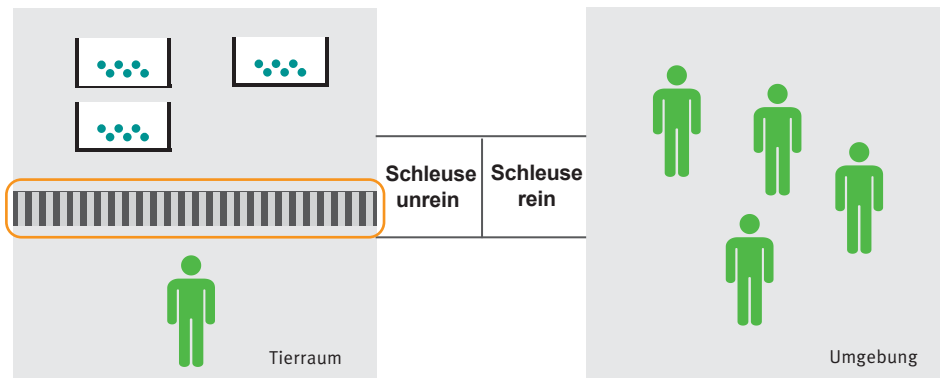 Schleuse
unrein
Schleuse
rein
Tierraum
Umgebung